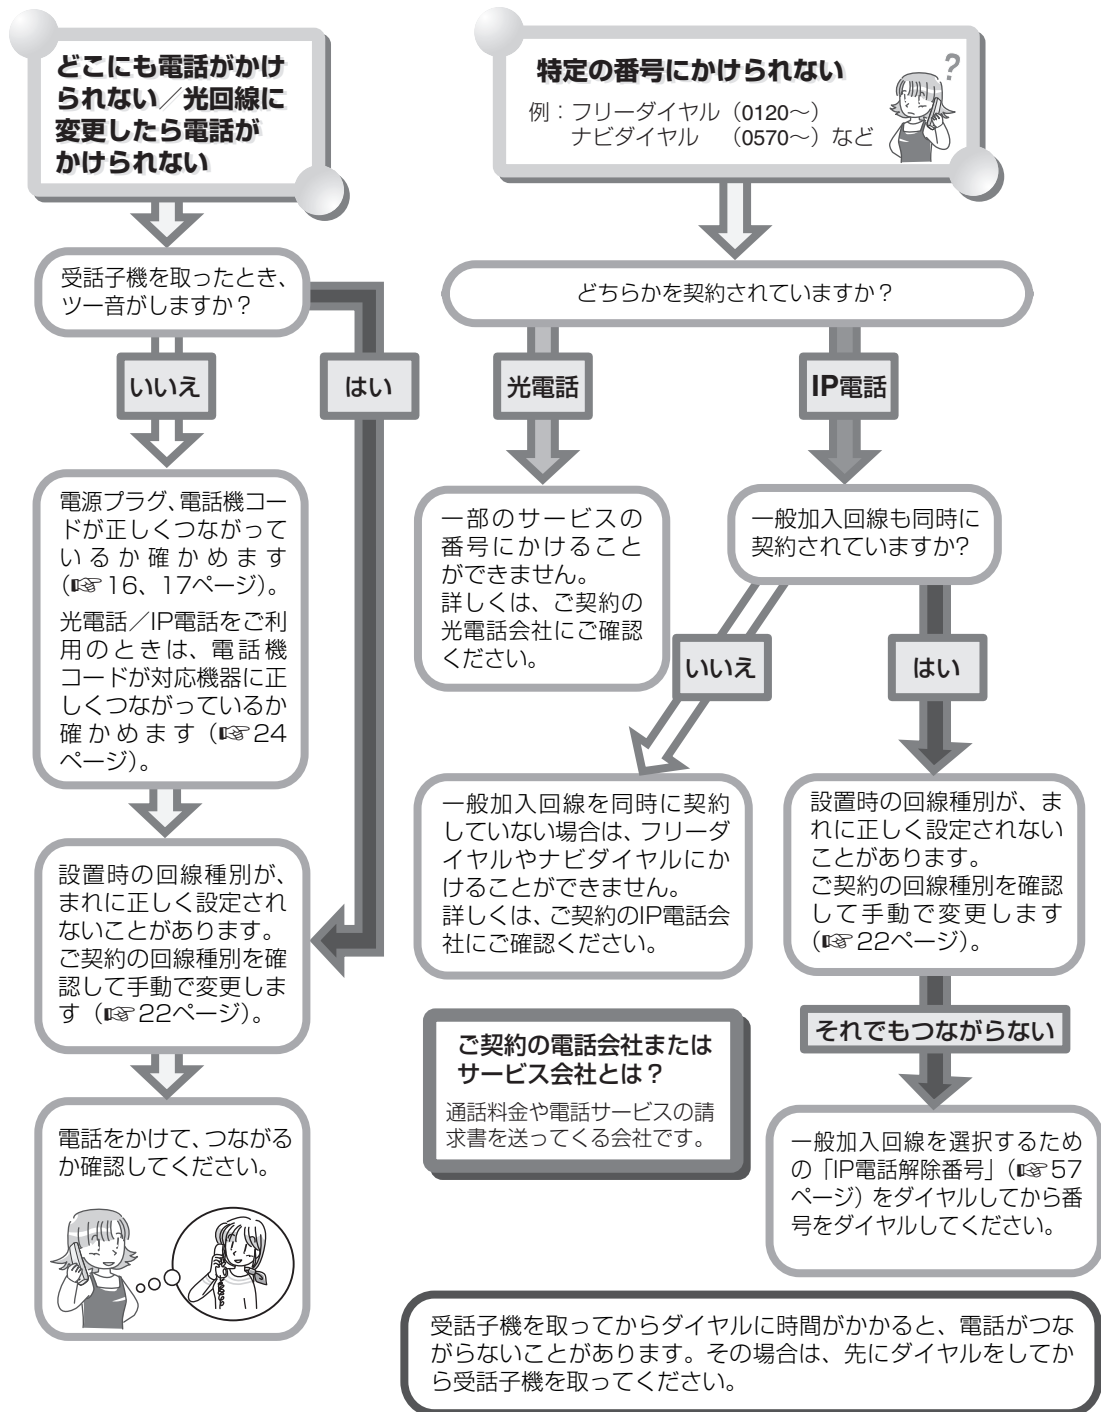 どこにも電話がかけ
られない／光回線に
変更したら電話が
かけられない
受話子機を取ったとき、
ツー音がしますか？
いいえ
はい
電源プラグ、電話機コー
ドが正しくつながって
いるか確かめます
（☞16、17ページ）。
光電話／IP電話をご利
用のときは、電話機
コードが対応機器に正
しくつながっているか
確かめます（☞24
ページ）。
設置時の回線種別が、
まれに正しく設定され
ないことがあります。
ご契約の回線種別を確
認して手動で変更しま
す（☞22ページ）。
電話をかけて、つながる
か確認してください。
特定の番号にかけられない
例：フリーダイヤル（0120～）
ナビダイヤル （0570～）など
?
どちらかを契約されていますか？
光電話
IP電話
一部のサービスの
番号にかけること
ができません。
詳しくは、ご契約の
光電話会社にご確認
ください。
一般加入回線も同時に
契約されていますか?
いいえ
はい
一般加入回線を同時に契約
していない場合は、フリーダ
イヤルやナビダイヤルにか
けることができません。
詳しくは、ご契約のIP電話会
社にご確認ください。
設置時の回線種別が、ま
れに正しく設定されない
ことがあります。
ご契約の回線種別を確認
して手動で変更します
（☞22ページ）。
それでもつながらない
一般加入回線を選択するため
の「IP電話解除番号」（☞57
ページ）をダイヤルしてから番
号をダイヤルしてください。
ご契約の電話会社または
サービス会社とは？
通話料金や電話サービスの請
求書を送ってくる会社です。
受話子機を取ってからダイヤルに時間がかかると、電話がつな
がらないことがあります。その場合は、先にダイヤルをしてか
ら受話子機を取ってください。